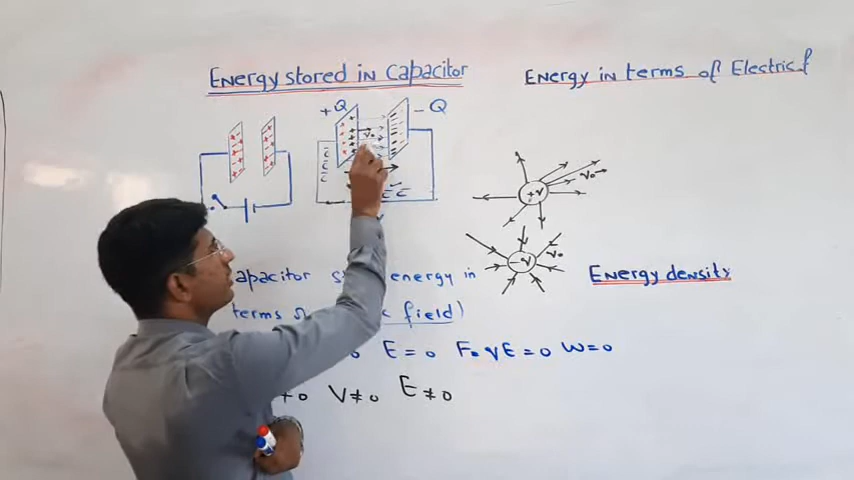 Energy stored in Capacitor
Energy in terms of Electric f
+Q
-Q
v₀
ē
ē
ē
ē ē
+q
v₀
-q
v₀
apacitor energy in
Energy density
terms field)
E=0 F=qE=0 W=0
V≠0 E≠0